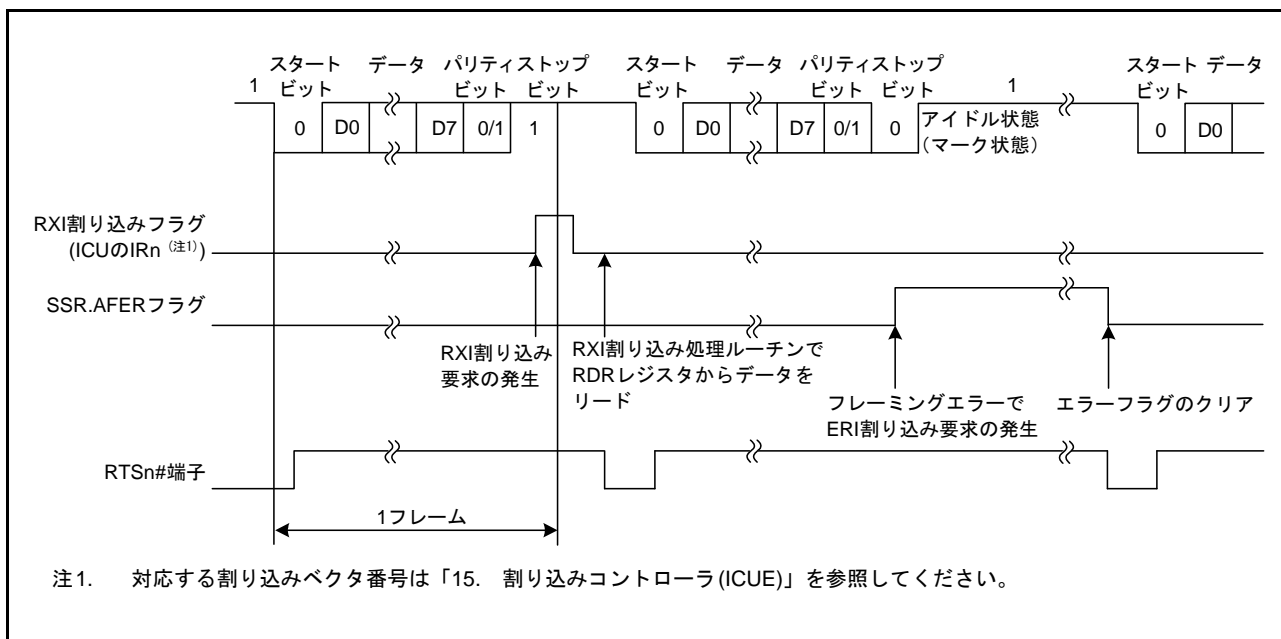 スタート データ パリティストップ スタート データ パリティストップ スタート データ
1 ビット ビット ビット ビット ビット ビット 1 ビット
0 D0 D7 0/1 1 0 D0 D7 0/1 0 アイドル状態 0 D0
(マーク状態)
RXI割り込みフラグ
(ICUのIRn (注1))
SSR.AFERフラグ
RXI割り込み
要求の発生
RXI割り込み処理ルーチンで
RDRレジスタからデータを
リード
フレーミングエラーで
ERI割り込み要求の発生
エラーフラグのクリア
RTSn#端子
1フレーム
注1. 対応する割り込みベクタ番号は「15. 割り込みコントローラ(ICUE)」を参照してください。